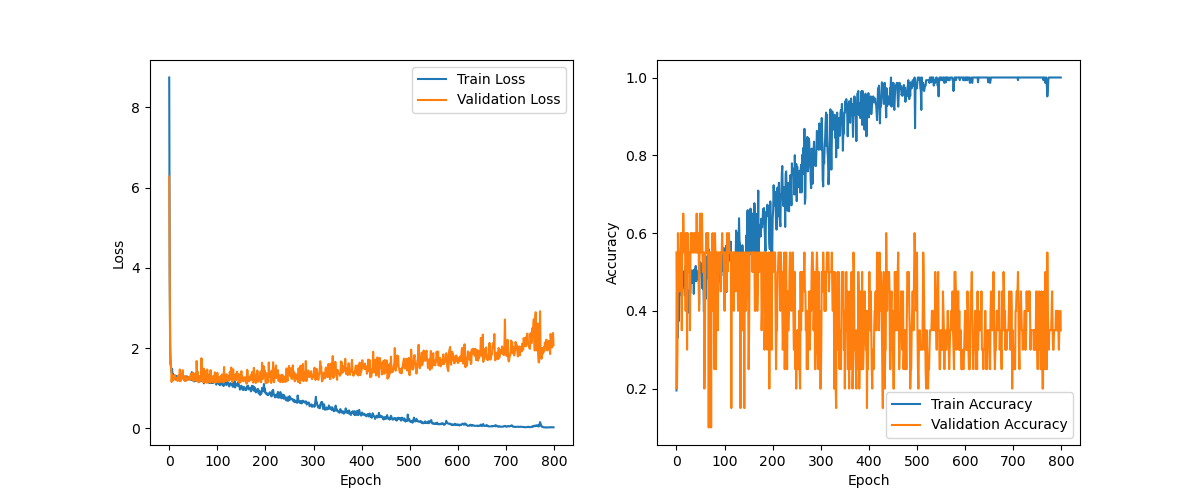 Train Loss
Validation Loss
8
6
4
2
0
Loss
0 100 200 300 400 500 600 700 800
Epoch
1.0
0.8
0.6
0.4
0.2
Accuracy
Train Accuracy
Validation Accuracy
0 100 200 300 400 500 600 700 800
Epoch